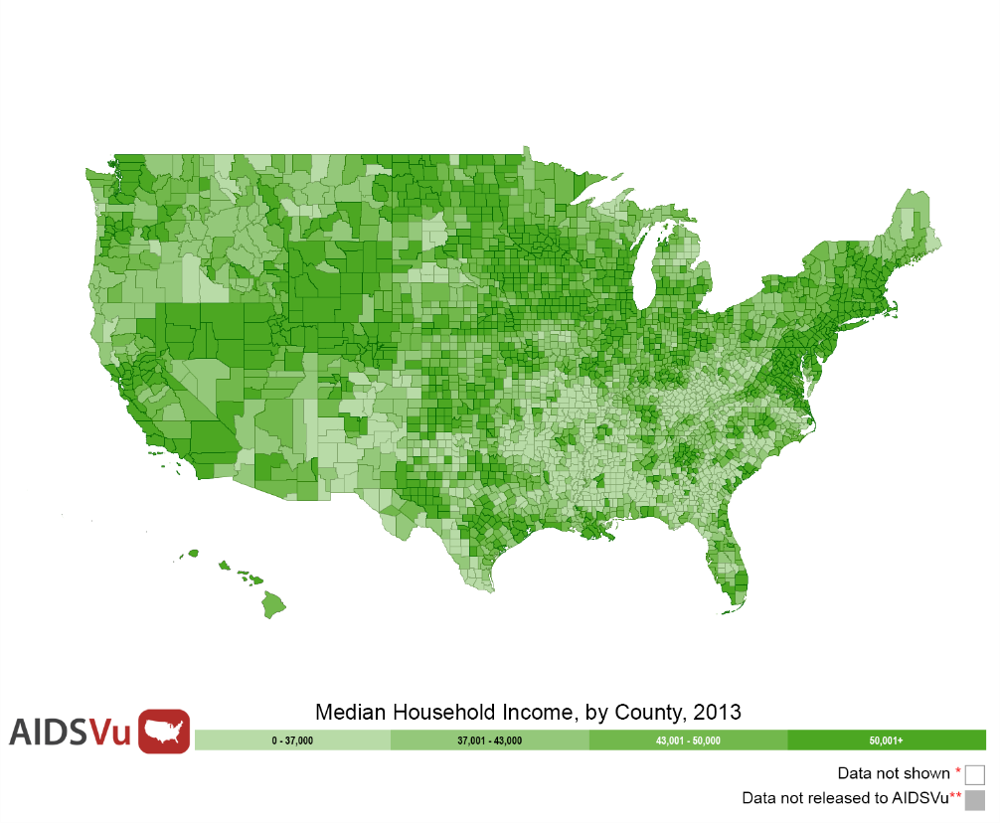 Median Household Income, by County, 2013
AIDSVu
0 - 37,000
37,001 - 43,000
43,001 - 50,000
50,001+
Data not shown *
Data not released to AIDSVu**